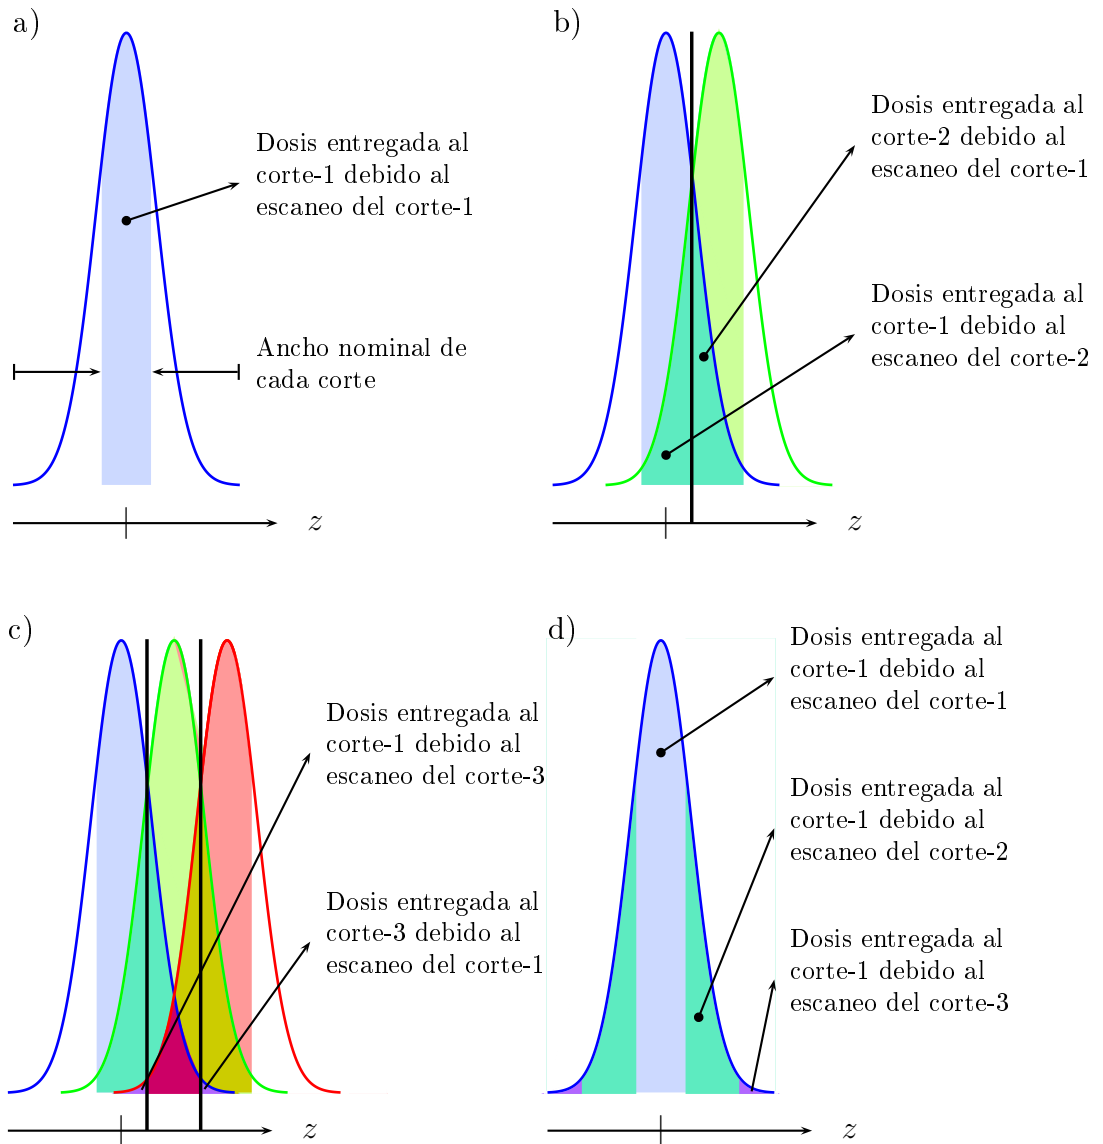 a)
Dosis entregada al
corte-1 debido al
escaneo del corte-1
Ancho nominal de
cada corte
z
b)
Dosis entregada al
corte-2 debido al
escaneo del corte-1
Dosis entregada al
corte-1 debido al
escaneo del corte-2
z
c)
Dosis entregada al
corte-1 debido al
escaneo del corte-3
Dosis entregada al
corte-3 debido al
escaneo del corte-1
z
d)
Dosis entregada al
corte-1 debido al
escaneo del corte-1
Dosis entregada al
corte-1 debido al
escaneo del corte-2
Dosis entregada al
corte-1 debido al
escaneo del corte-3
z